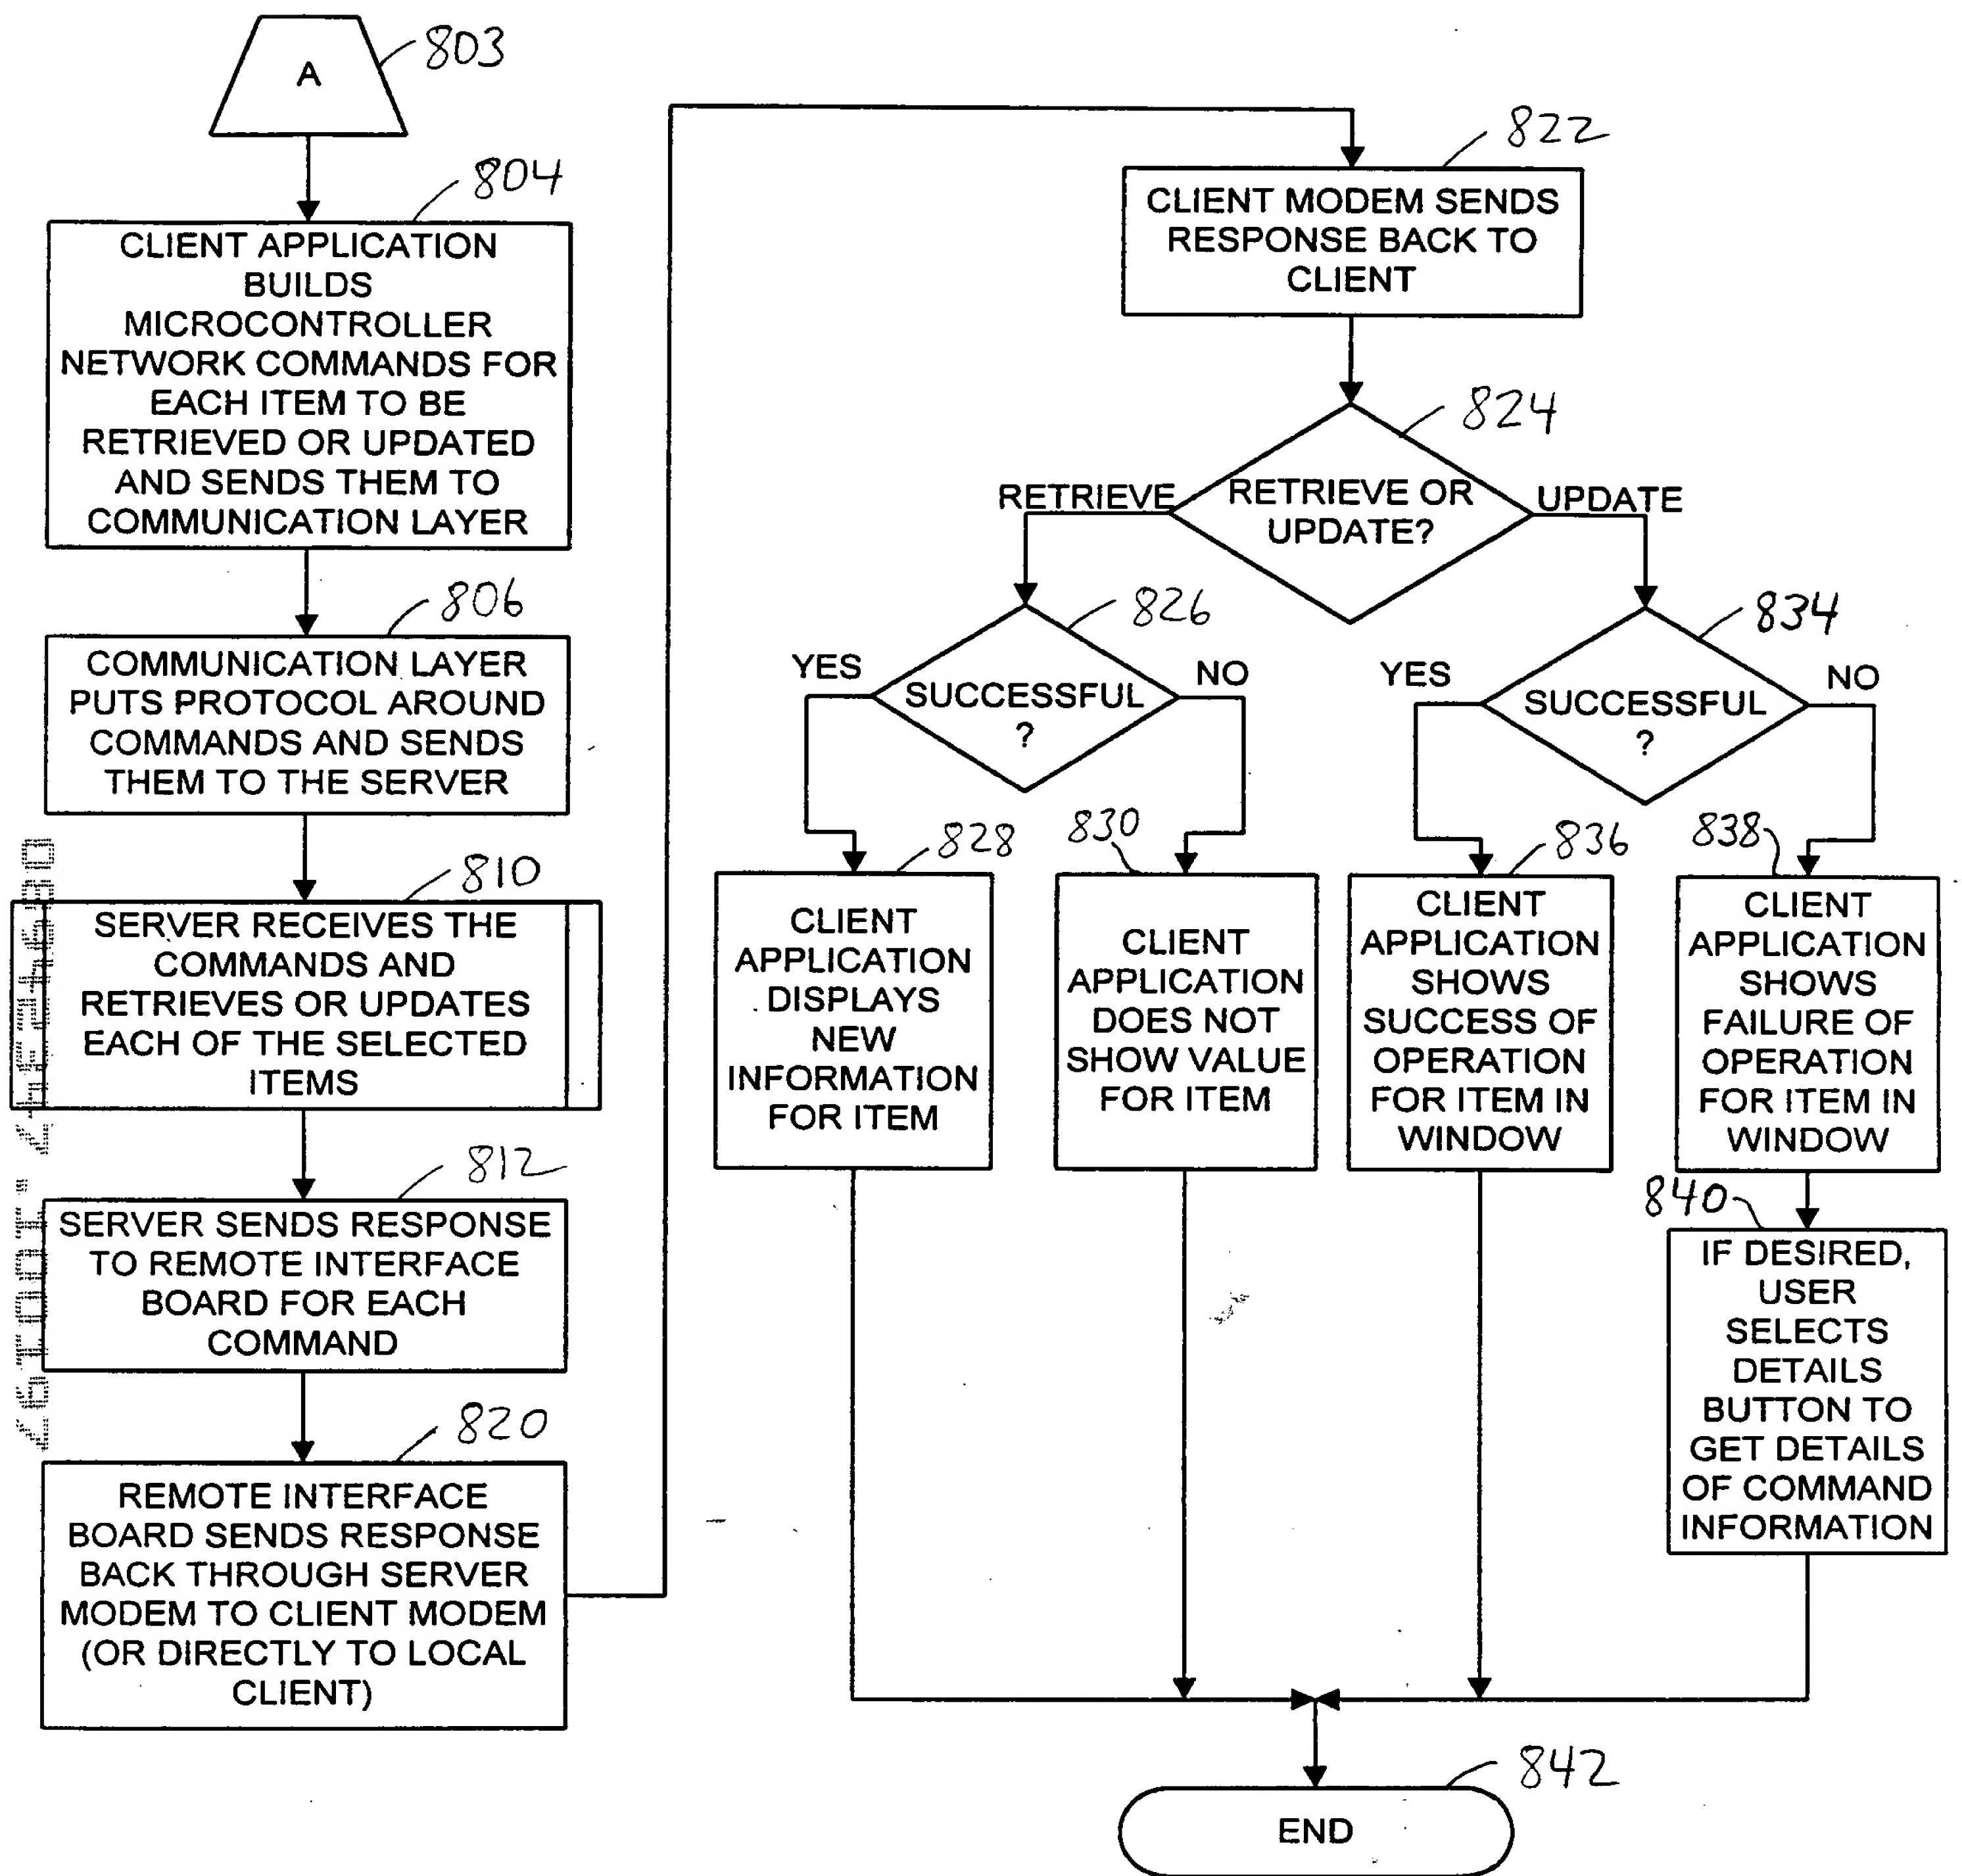 A
803
804
CLIENT APPLICATION
BUILDS
MICROCONTROLLER
NETWORK COMMANDS FOR
EACH ITEM TO BE
RETRIEVED OR UPDATED
AND SENDS THEM TO
COMMUNICATION LAYER
806
COMMUNICATION LAYER
PUTS PROTOCOL AROUND
COMMANDS AND SENDS
THEM TO THE SERVER
810
SERVER RECEIVES THE
COMMANDS AND
RETRIEVES OR UPDATES
EACH OF THE SELECTED
ITEMS
812
SERVER SENDS RESPONSE
TO REMOTE INTERFACE
BOARD FOR EACH
COMMAND
820
REMOTE INTERFACE
BOARD SENDS RESPONSE
BACK THROUGH SERVER
MODEM TO CLIENT MODEM
(OR DIRECTLY TO LOCAL
CLIENT)
822
CLIENT MODEM SENDS
RESPONSE BACK TO
CLIENT
824
RETRIEVE
RETRIEVE OR
UPDATE?
UPDATE
826
YES
SUCCESSFUL
?
NO
834
YES
SUCCESSFUL
?
NO
828
CLIENT
APPLICATION
DISPLAYS
NEW
INFORMATION
FOR ITEM
830
CLIENT
APPLICATION
DOES NOT
SHOW VALUE
FOR ITEM
836
CLIENT
APPLICATION
SHOWS
SUCCESS OF
OPERATION
FOR ITEM IN
WINDOW
838
CLIENT
APPLICATION
SHOWS
FAILURE OF
OPERATION
FOR ITEM IN
WINDOW
840
IF DESIRED,
USER
SELECTS
DETAILS
BUTTON TO
GET DETAILS
OF COMMAND
INFORMATION
842
END